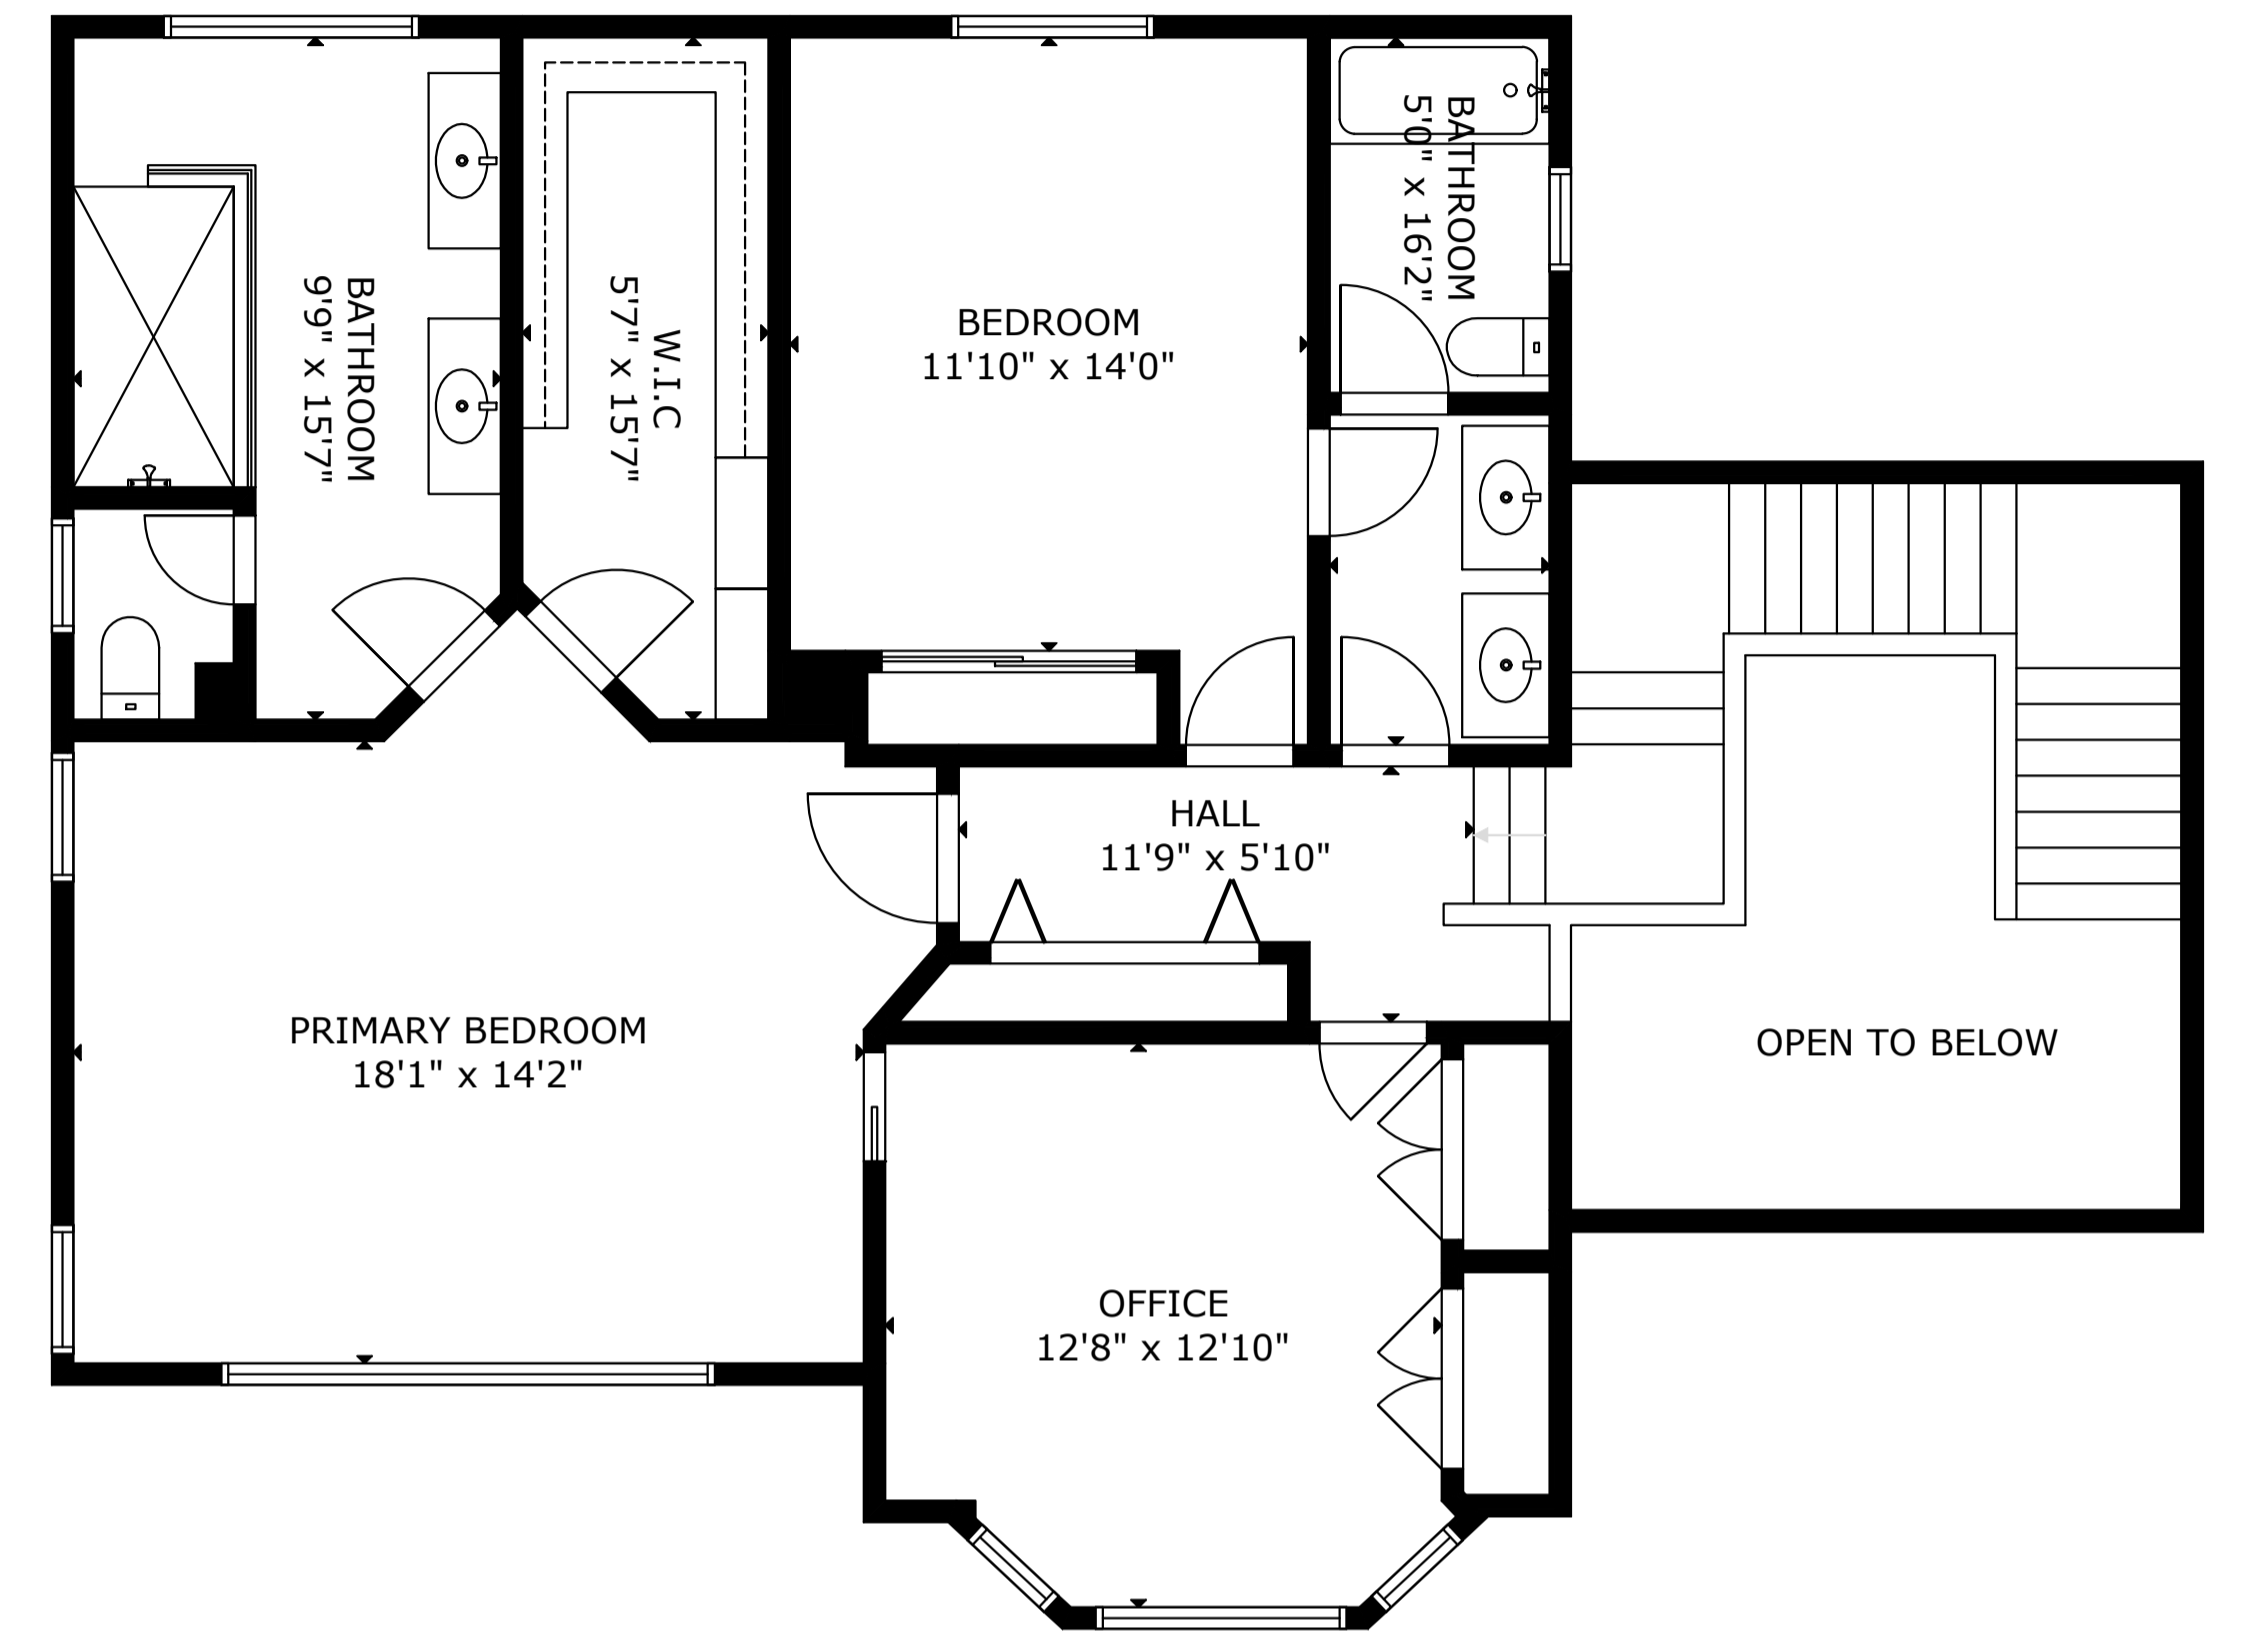 BATHROOM
9'9" x 15'7"
W.I.C
5'7" x 15'7"
BEDROOM
11'10" x 14'0"
BATHROOM
5'0" x 16'2"
HALL
11'9" x 5'10"
PRIMARY BEDROOM
18'1" x 14'2"
OPEN TO BELOW
OFFICE
12'8" x 12'10"